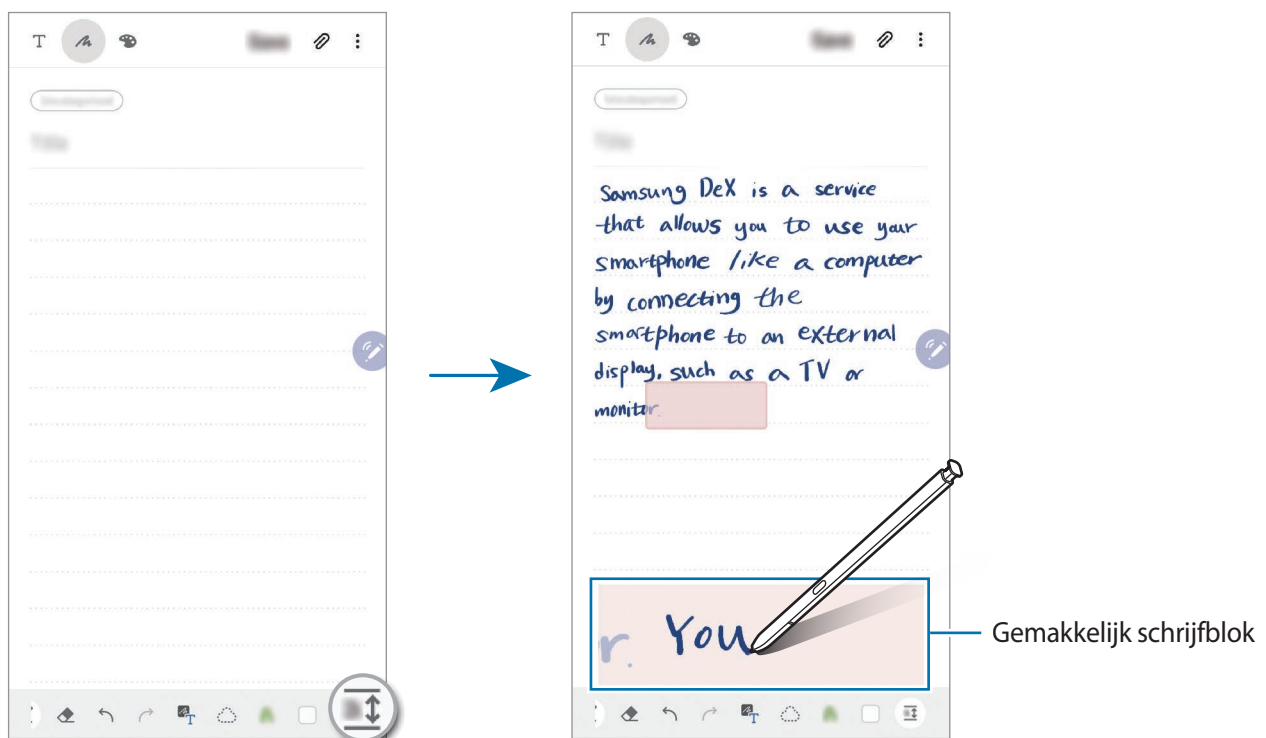 T
T
Samsung DeX is a service
that allows you to use your
smartphone like a computer
by connecting the
smartphone to an external
display, such as a TV or
monitor.
r. You
Gemakkelijk schrijfblok